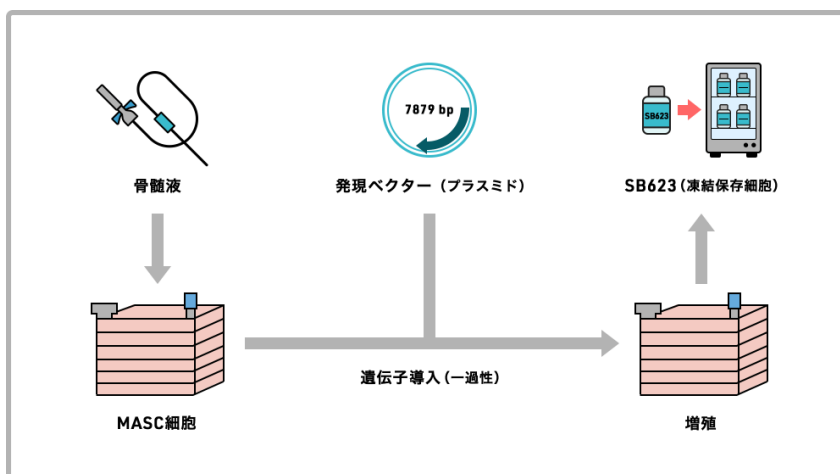 7879 bp
SB623
骨髄液
発現ベクター（プラスミド）
SB623（凍結保存細胞）
遺伝子導入（一過性）
MASC細胞
増殖